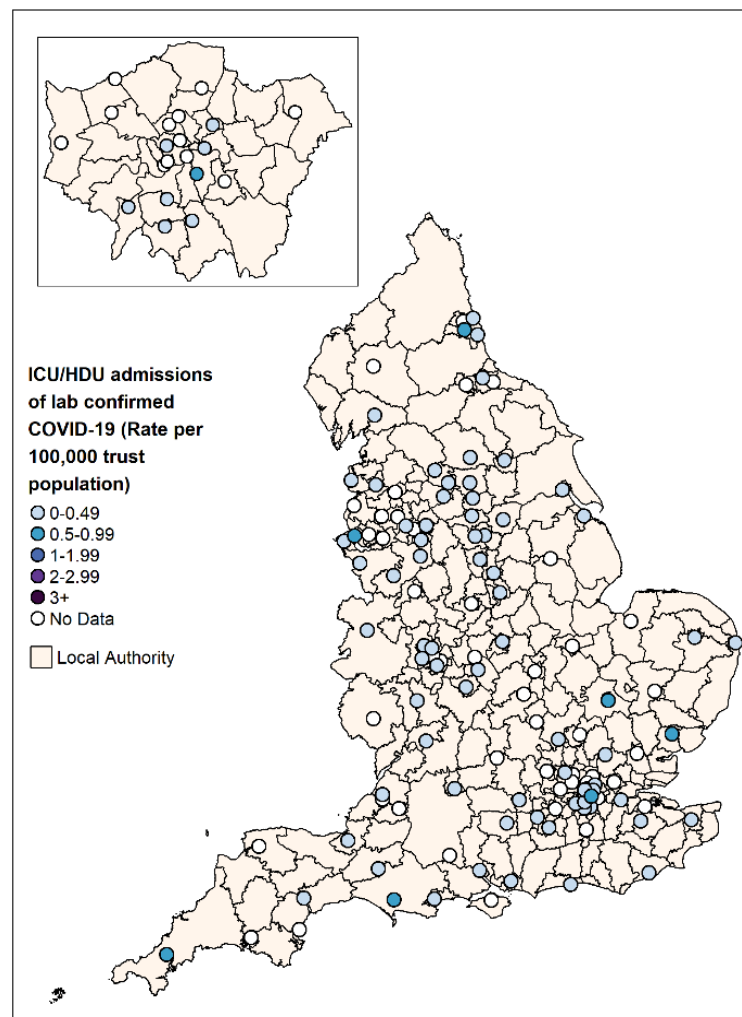 ICU/HDU admissions
of lab confirmed
COVID-19 (Rate per
100,000 trust
population)
0-0.49
0.5-0.99
1-1.99
2-2.99
3+
No Data
Local Authority